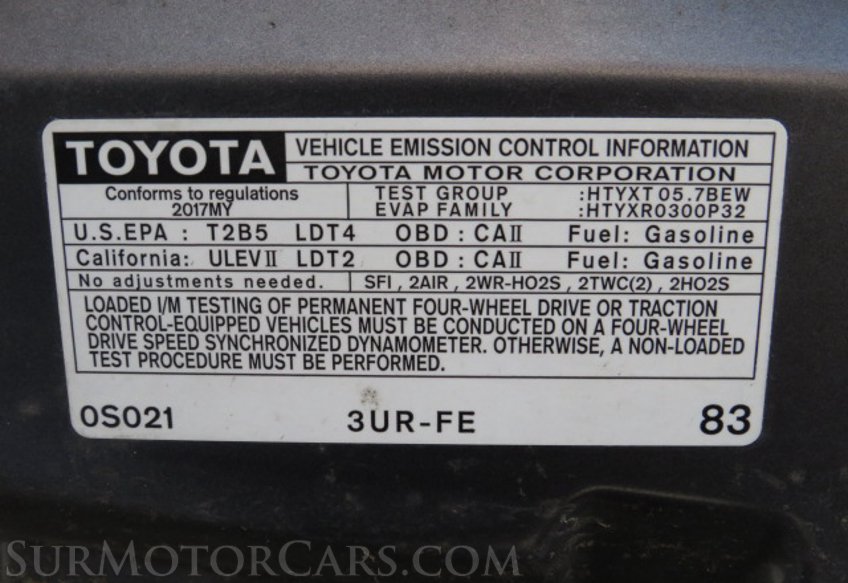 TOYOTA
VEHICLE EMISSION CONTROL INFORMATION
TOYOTA MOTOR CORPORATION
Conforms to regulations
2017MY
TEST GROUP :HTYXT05.7BEW
EVAP FAMILY :HTYXR0300P32
U.S.EPA : T2B5 LDT4 OBD : CAII Fuel: Gasoline
California: ULEVII LDT2 OBD : CAII Fuel: Gasoline
No adjustments needed. SFI , 2AIR , 2WR-HO2S , 2TWC(2) , 2HO2S
LOADED I/M TESTING OF PERMANENT FOUR-WHEEL DRIVE OR TRACTION
CONTROL-EQUIPPED VEHICLES MUST BE CONDUCTED ON A FOUR-WHEEL
DRIVE SPEED SYNCHRONIZED DYNAMOMETER. OTHERWISE, A NON-LOADED
TEST PROCEDURE MUST BE PERFORMED.
0S021 3UR-FE 83
SurMotorCars.com